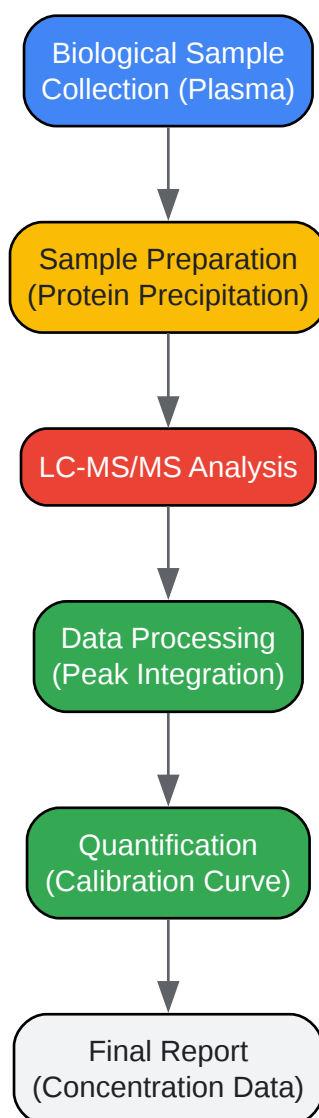 Biological Sample
Collection (Plasma)
Sample Preparation
(Protein Precipitation)
LC-MS/MS Analysis
Data Processing
(Peak Integration)
Quantification
(Calibration Curve)
Final Report
(Concentration Data)